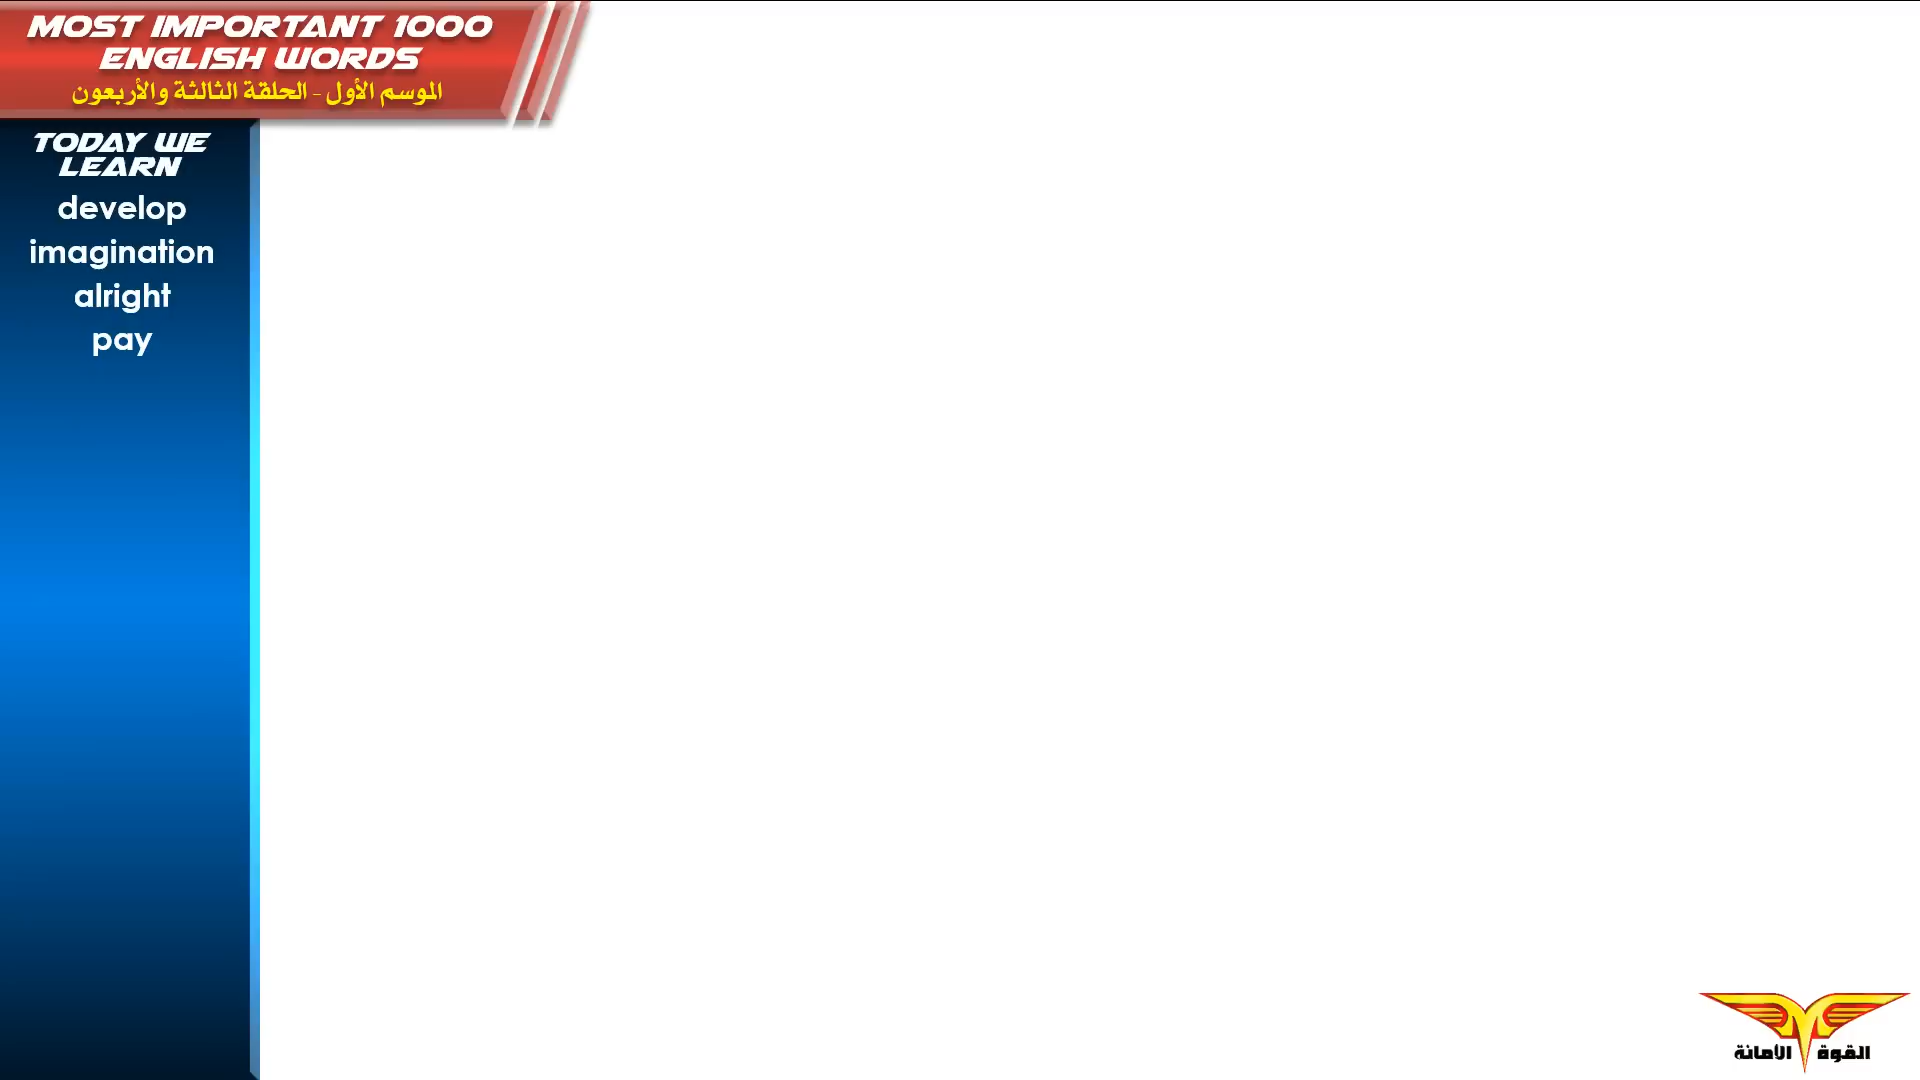 MOST IMPORTANT 1000
ENGLISH WORDS
الموسم الأول - الحلقة الثالثة والأربعون
TODAY WE
LEARN
develop
imagination
alright
pay
القوة الأمانة